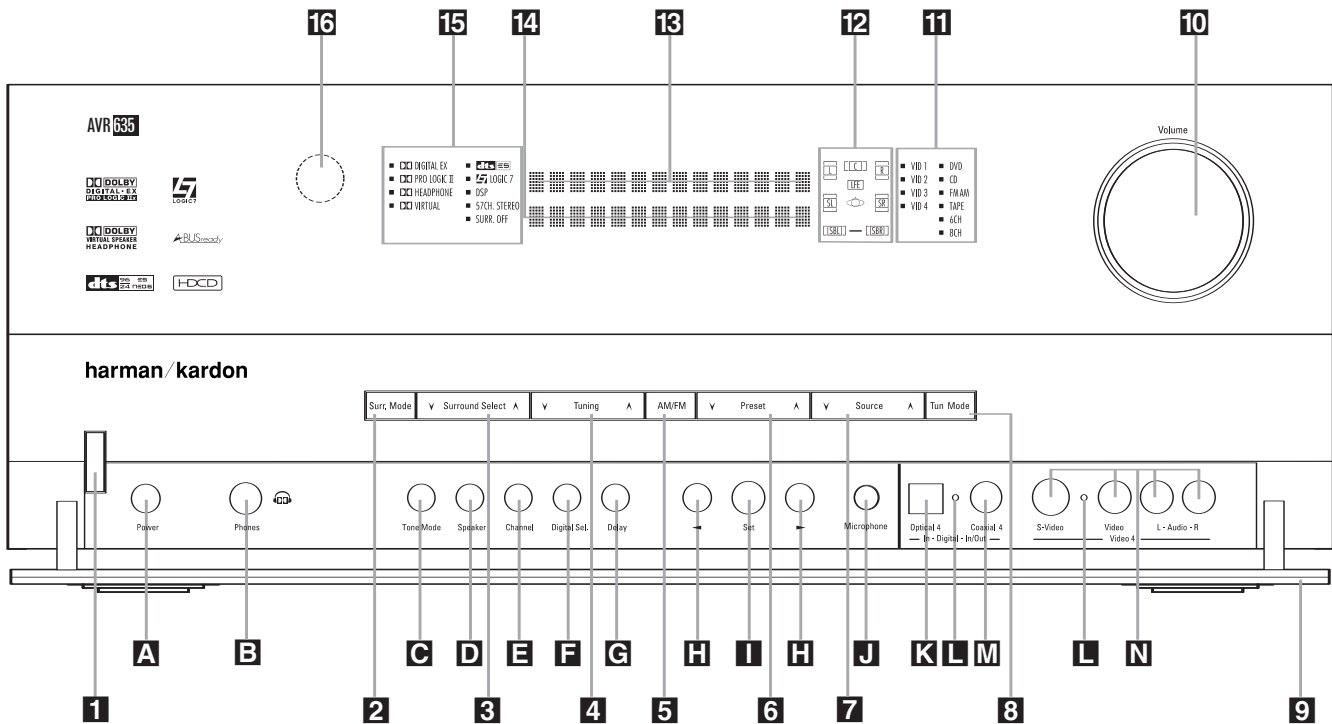 16 15 14 13 12 11 10
AVR 635
Volume
DIGITAL EX
PRO LOGIC II
HEADPHONE
VIRTUAL
dts ES
LOGIC 7
DSP
57CH. STEREO
SURR. OFF
L C R
LFE
SL SR
SBL SBR
VID 1
VID 2
VID 3
VID 4
DVD
CD
FM AM
TAPE
6CH
8CH
DOLBY
DIGITAL·EX
PRO LOGIC IIx
LOGIC7
DOLBY
VIRTUAL SPEAKER
HEADPHONE
A-BUSready
dts 96 ES
24 NEO:6
HDCD
harman/kardon
Surr, Mode ∨ Surround Select ∧ ∨ Tuning ∧ AM/FM ∨ Preset ∧ ∨ Source ∧ Tun Mode
Power Phones Tone Mode Speaker Channel Digital Sel. Delay ◄ Set ► Microphone
Optical 4 Coaxial 4
In - Digital - In/Out
S-Video Video L - Audio - R
Video 4
A B C D E F G H I H J K L M L N
1 2 3 4 5 6 7 8 9